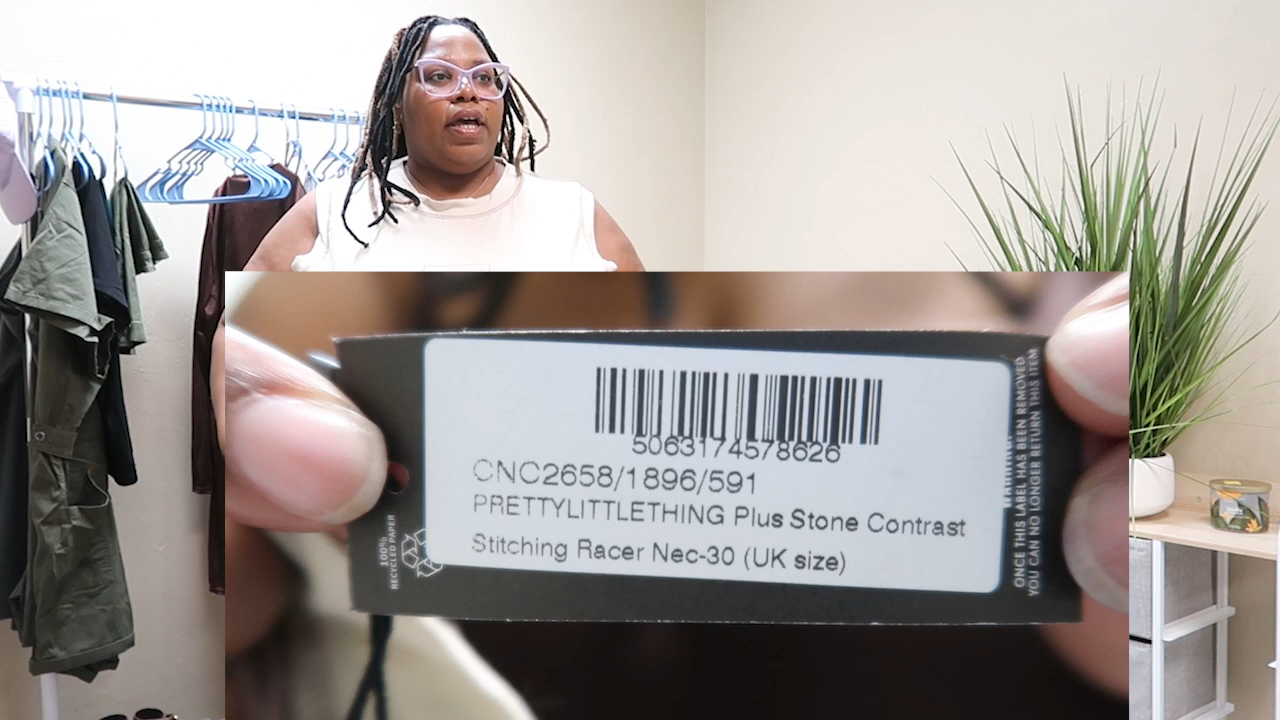 5063174578626
CNC2658/1896/591
PRETTYLITTLETHING Plus Stone Contrast
Stitching Racer Nec-30 (UK size)
100%
RECYCLED PAPER
ONCE THIS LABEL HAS BEEN REMOVED
YOU CAN NO LONGER RETURN THIS ITEM